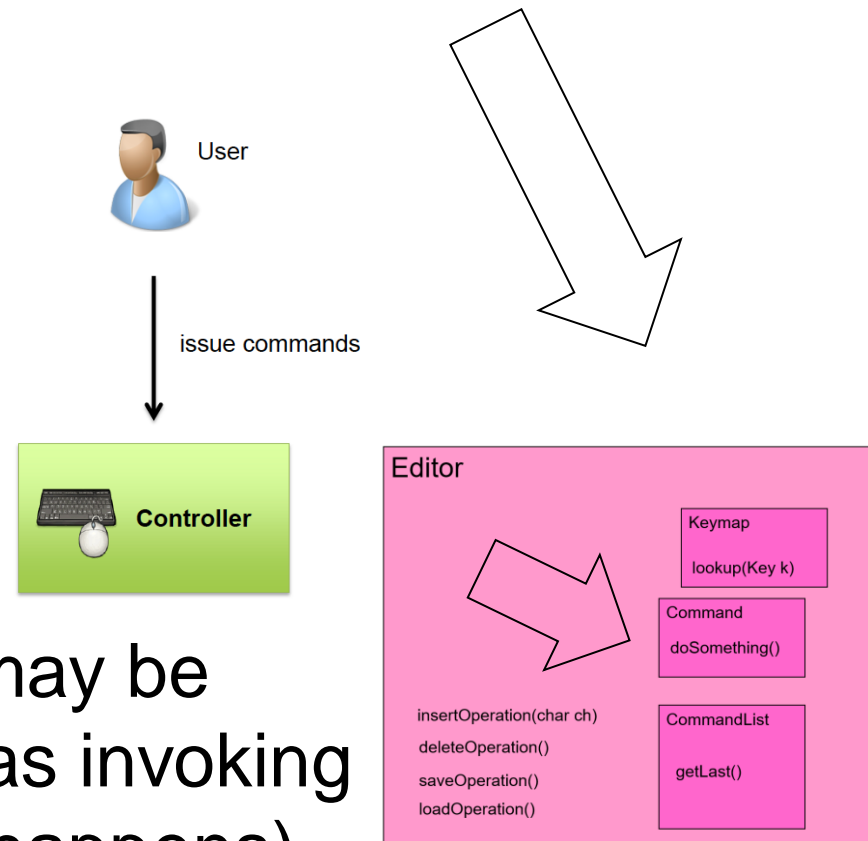 User
issue commands
Controller
may be
as invoking
Editor
Keymap
lookup(Key k)
Command
doSomething()
insertOperation(char ch)
deleteOperation()
saveOperation()
loadOperation()
CommandList
getLast()